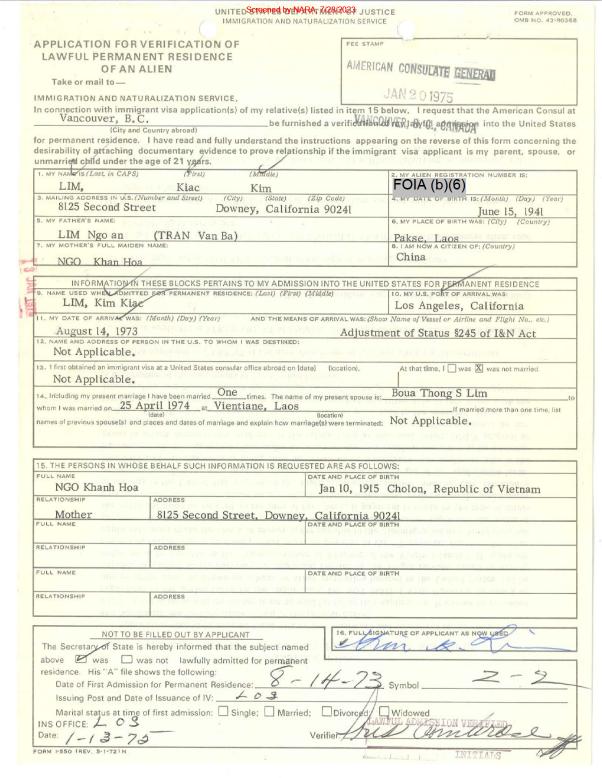 UNITED STATES DEPARTMENT OF JUSTICE
Screened by NARA, 7/28/2023
IMMIGRATION AND NATURALIZATION SERVICE
FORM APPROVED.
OMB NO. 43-R0368
APPLICATION FOR VERIFICATION OF
LAWFUL PERMANENT RESIDENCE
OF AN ALIEN
Take or mail to—
FEE STAMP
AMERICAN CONSULATE GENERAL
JAN 20 1975
VANCOUVER, B.C., CANADA
IMMIGRATION AND NATURALIZATION SERVICE,
In connection with immigrant visa application(s) of my relative(s) listed in item 15 below, I request that the American Consul at
Vancouver, B.C. be furnished a verification of my admission into the United States
(City and Country abroad)
for permanent residence. I have read and fully understand the instructions appearing on the reverse of this form concerning the
desirability of attaching documentary evidence to prove relationship if the immigrant visa applicant is my parent, spouse, or
unmarried child under the age of 21 years.
1. MY NAME IS (Last, in CAPS) (First) (Middle)
LIM, Kiac Kim
2. MY ALIEN REGISTRATION NUMBER IS:
FOIA (b)(6)
3. MAILING ADDRESS IN U.S. (Number and Street) (City) (State) (Zip Code)
8125 Second Street Downey, California 90241
4. MY DATE OF BIRTH IS: (Month) (Day) (Year)
June 15, 1941
5. MY FATHER'S NAME:
LIM Ngo an (TRAN Van Ba)
6. MY PLACE OF BIRTH WAS: (City) (Country)
Pakse, Laos
7. MY MOTHER'S FULL MAIDEN NAME:
NGO Khan Hoa
8. I AM NOW A CITIZEN OF: (Country)
China
INFORMATION IN THESE BLOCKS PERTAINS TO MY ADMISSION INTO THE UNITED STATES FOR PERMANENT RESIDENCE
9. NAME USED WHEN ADMITTED FOR PERMANENT RESIDENCE: (Last) (First) (Middle)
LIM, Kim Kiac
10. MY U.S. PORT OF ARRIVAL WAS:
Los Angeles, California
11. MY DATE OF ARRIVAL WAS: (Month) (Day) (Year) AND THE MEANS OF ARRIVAL WAS: (Show Name of Vessel or Airline and Flight No., etc.)
August 14, 1973 Adjustment of Status §245 of I&N Act
12. NAME AND ADDRESS OF PERSON IN THE U.S. TO WHOM I WAS DESTINED:
Not Applicable.
13. I first obtained an immigrant visa at a United States consular office abroad on (date) (location), At that time, I was X was not married
Not Applicable.
14. Including my present marriage I have been married One times. The name of my present spouse is: Boua Thong S Lim to
whom I was married on 25 April 1974 at Vientiane, Laos If married more than one time, list
(date) (location)
names of previous spouse(s) and places and dates of marriage and explain how marriage(s) were terminated: Not Applicable.
15. THE PERSONS IN WHOSE BEHALF SUCH INFORMATION IS REQUESTED ARE AS FOLLOWS:
FULL NAME DATE AND PLACE OF BIRTH
NGO Khanh Hoa Jan 10, 1915 Cholon, Republic of Vietnam
RELATIONSHIP ADDRESS
Mother 8125 Second Street, Downey, California 90241
FULL NAME DATE AND PLACE OF BIRTH
RELATIONSHIP ADDRESS
FULL NAME DATE AND PLACE OF BIRTH
RELATIONSHIP ADDRESS
NOT TO BE FILLED OUT BY APPLICANT
16. FULL SIGNATURE OF APPLICANT AS NOW USED
The Secretary of State is hereby informed that the subject named
above was was not lawfully admitted for permanent
residence. His "A" file shows the following:
Date of First Admission for Permanent Residence: 8-14-73 Symbol
Issuing Post and Date of Issuance of IV: LOS
Marital status at time of first admission: Single; Married; Divorced; Widowed
INS OFFICE: LOS
LAWFUL ADMISSION VERIFIED
Date: 1-13-75
Verifier
INITIALS
FORM I-550 (REV. 5-1-72)N